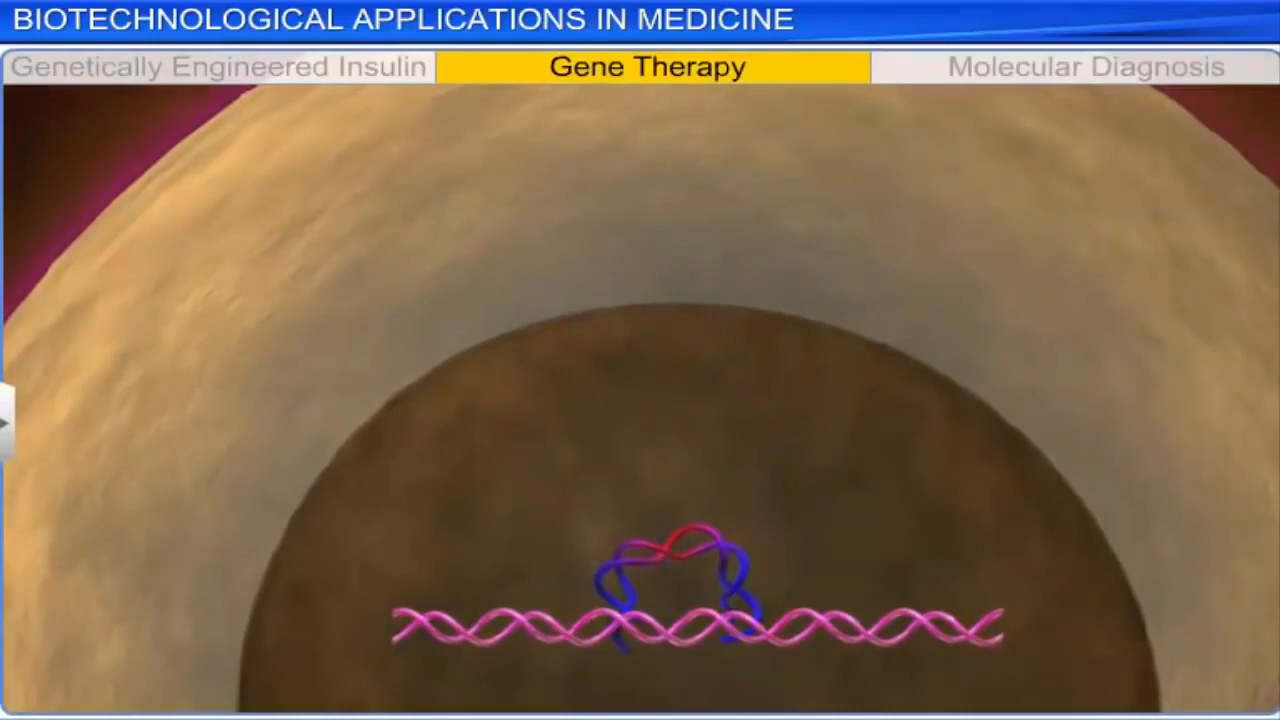 BIOTECHNOLOGICAL APPLICATIONS IN MEDICINE
Genetically Engineered Insulin
Gene Therapy
Molecular Diagnosis